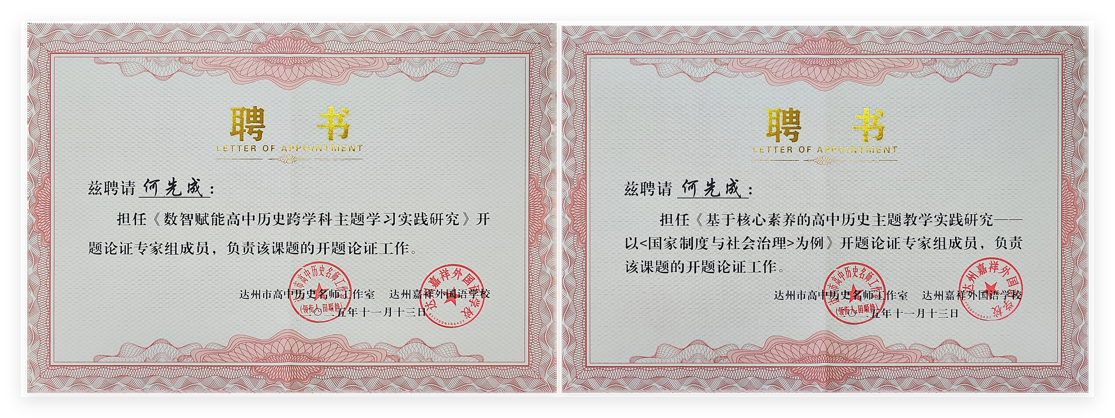 聘 书
LETTER OF APPOINTMENT
兹聘请 何先成：
担任《数智赋能高中历史跨学科主题学习实践研究》开
题论证专家组成员，负责该课题的开题论证工作。
达州市高中历史名师工作室 达州嘉祥外国语学校
二〇二五年十一月十三日
聘 书
LETTER OF APPOINTMENT
兹聘请 何先成：
担任《基于核心素养的高中历史主题教学实践研究——
以<国家制度与社会治理>为例》开题论证专家组成员，负责
该课题的开题论证工作。
达州市高中历史名师工作室 达州嘉祥外国语学校
二〇二五年十一月十三日